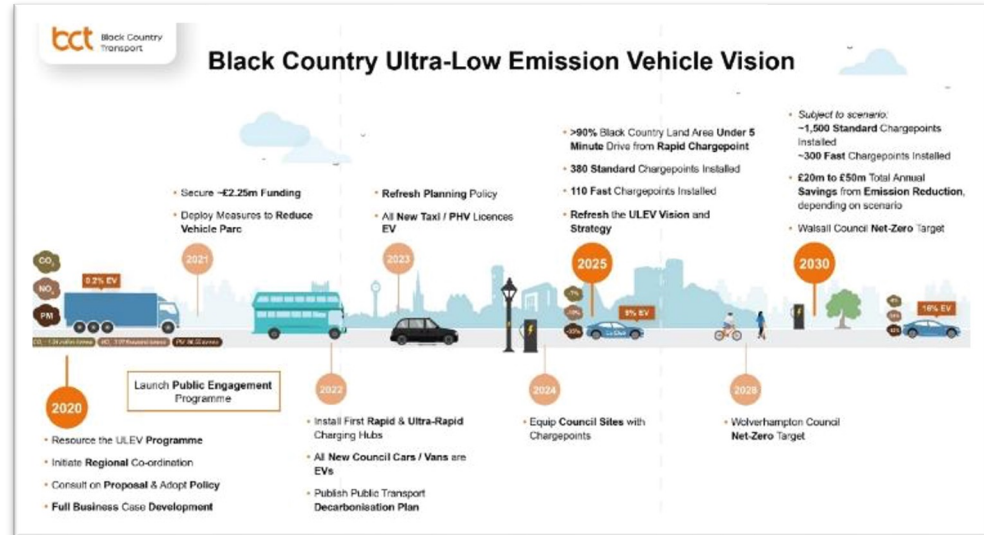 bct Black Country
Transport
Black Country Ultra-Low Emission Vehicle Vision
• Secure ~£2.25m Funding
• Deploy Measures to Reduce
Vehicle Parc
2021
• Refresh Planning Policy
• All New Taxi / PHV Licences
EV
2023
• >90% Black Country Land Area Under 5
Minute Drive from Rapid Chargepoint
• 380 Standard Chargepoints Installed
• 110 Fast Chargepoints Installed
• Refresh the ULEV Vision and
Strategy
2025
• Subject to scenario:
~1,500 Standard Chargepoints
Installed
~300 Fast Chargepoints Installed
• £20m to £50m Total Annual
Savings from Emission Reduction,
depending on scenario
• Walsall Council Net-Zero Target
2030
CO₂
NOₓ
PM
0.2% EV
9% EV
16% EV
2020
• Resource the ULEV Programme
• Initiate Regional Co-ordination
• Consult on Proposal & Adopt Policy
• Full Business Case Development
Launch Public Engagement
Programme
2022
• Install First Rapid & Ultra-Rapid
Charging Hubs
• All New Council Cars / Vans are
EVs
• Publish Public Transport
Decarbonisation Plan
2024
• Equip Council Sites with
Chargepoints
2028
• Wolverhampton Council
Net-Zero Target